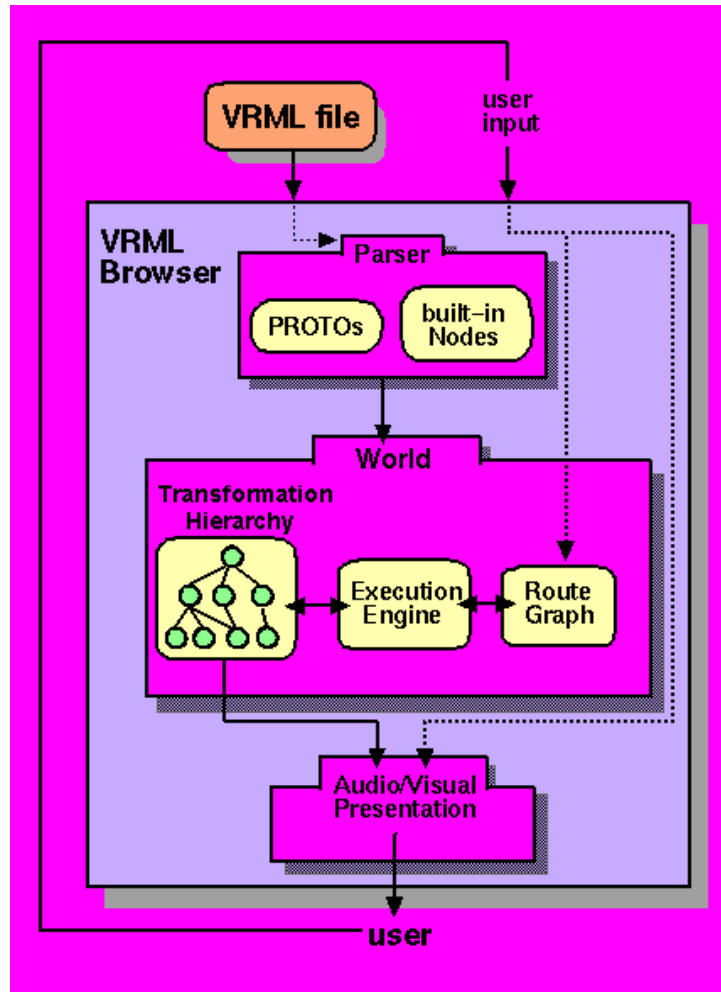 user
input
VRML file
VRML
Browser
Parser
PROTOs
built-in
Nodes
World
Transformation
Hierarchy
Execution
Engine
Route
Graph
Audio/Visual
Presentation
user